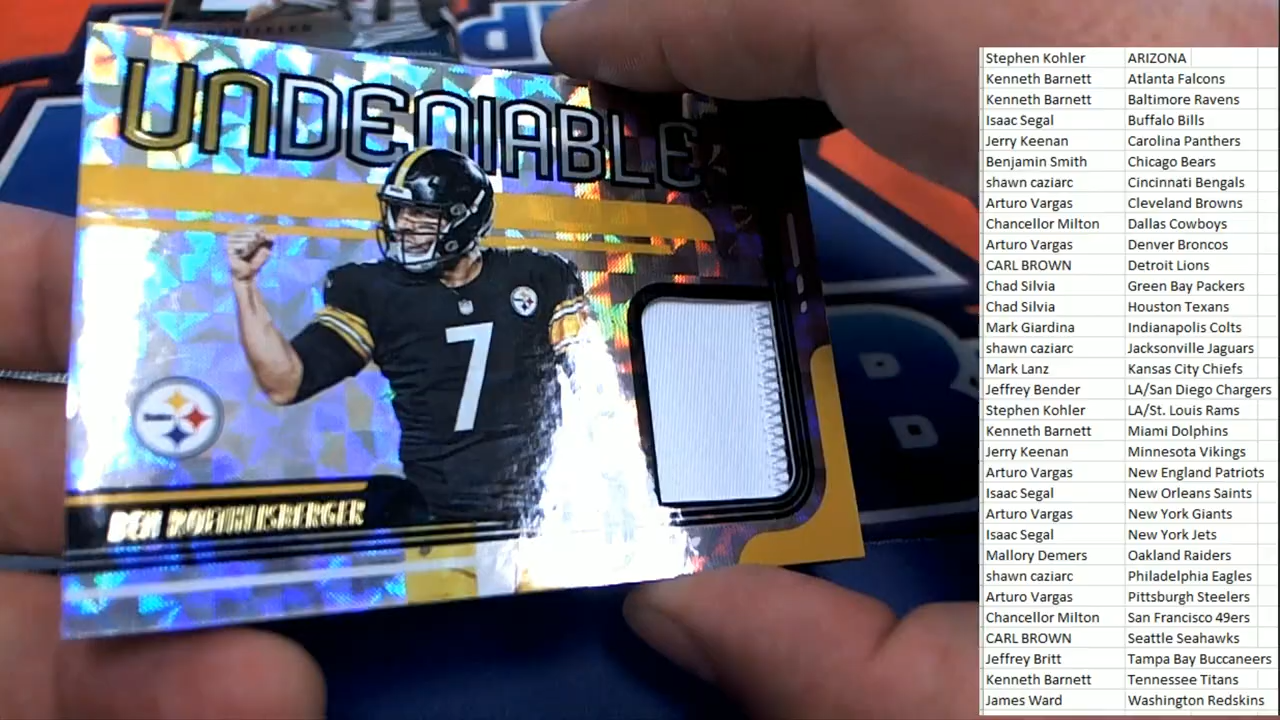 UNDENIABLE
7
7
BEN ROETHLISBERGER
Stephen Kohler ARIZONA
Kenneth Barnett Atlanta Falcons
Kenneth Barnett Baltimore Ravens
Isaac Segal Buffalo Bills
Jerry Keenan Carolina Panthers
Benjamin Smith Chicago Bears
shawn caziarc Cincinnati Bengals
Arturo Vargas Cleveland Browns
Chancellor Milton Dallas Cowboys
Arturo Vargas Denver Broncos
CARL BROWN Detroit Lions
Chad Silvia Green Bay Packers
Chad Silvia Houston Texans
Mark Giardina Indianapolis Colts
shawn caziarc Jacksonville Jaguars
Mark Lanz Kansas City Chiefs
Jeffrey Bender LA/San Diego Chargers
Stephen Kohler LA/St. Louis Rams
Kenneth Barnett Miami Dolphins
Jerry Keenan Minnesota Vikings
Arturo Vargas New England Patriots
Isaac Segal New Orleans Saints
Arturo Vargas New York Giants
Isaac Segal New York Jets
Mallory Demers Oakland Raiders
shawn caziarc Philadelphia Eagles
Arturo Vargas Pittsburgh Steelers
Chancellor Milton San Francisco 49ers
CARL BROWN Seattle Seahawks
Jeffrey Britt Tampa Bay Buccaneers
Kenneth Barnett Tennessee Titans
James Ward Washington Redskins